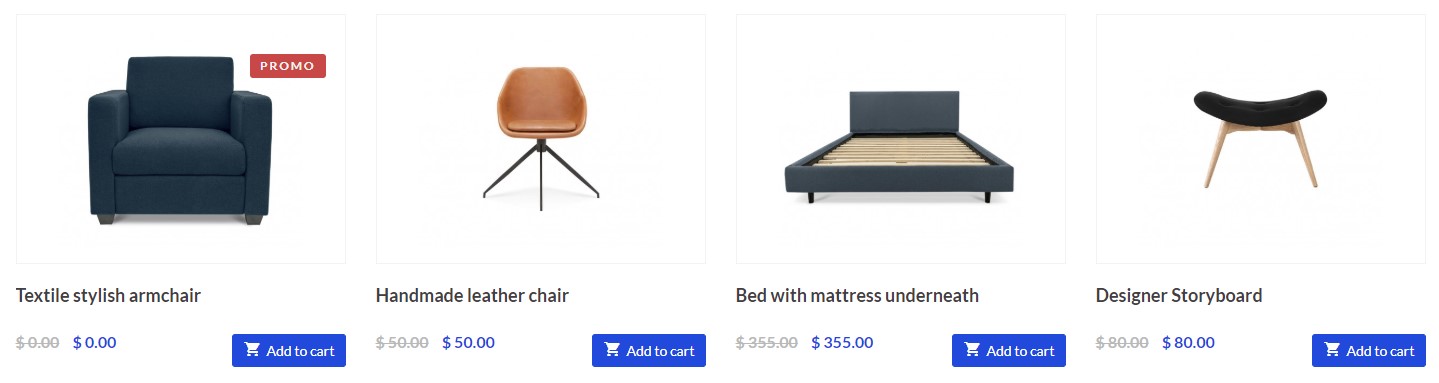 PROMO
Textile stylish armchair
$ 0.00 $ 0.00 Add to cart
Handmade leather chair
$ 50.00 $ 50.00 Add to cart
Bed with mattress underneath
$ 355.00 $ 355.00 Add to cart
Designer Storyboard
$ 80.00 $ 80.00 Add to cart